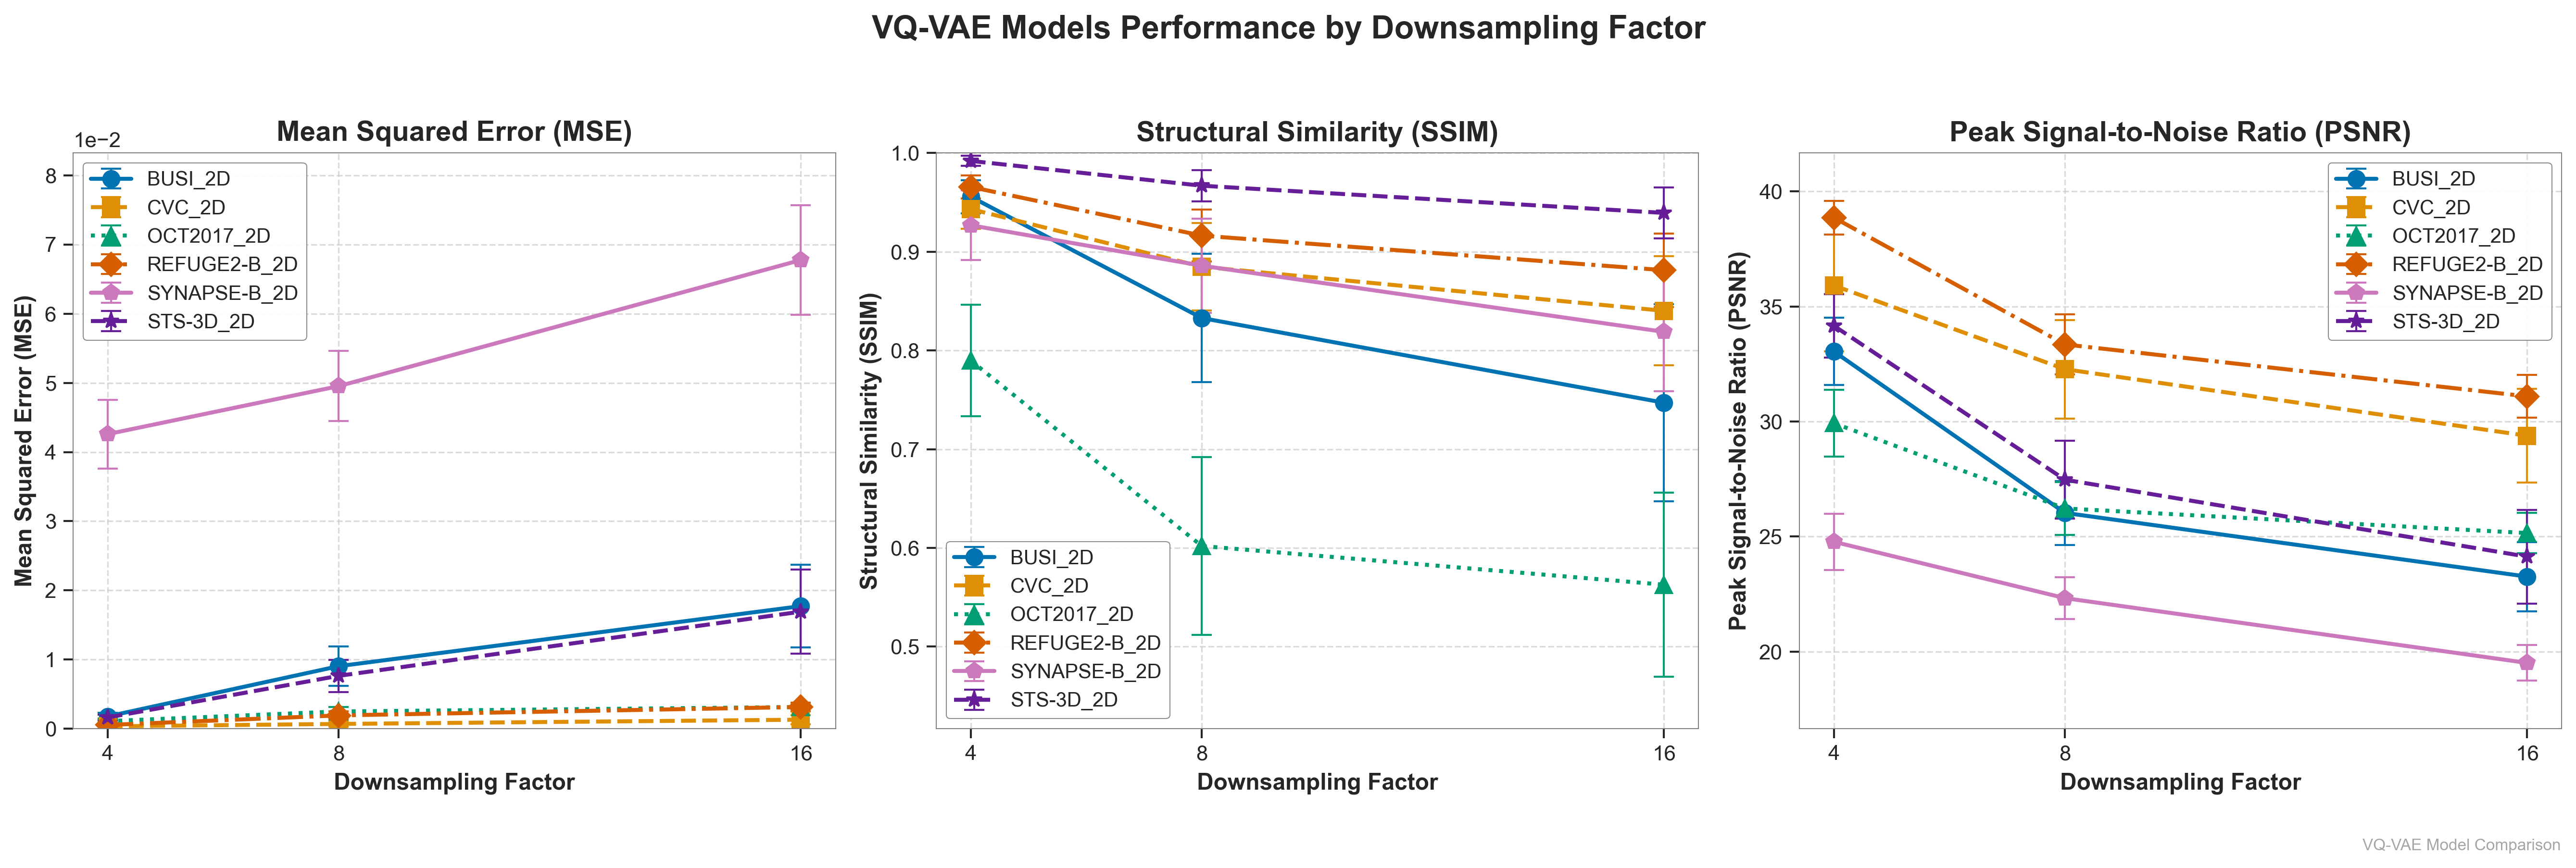 VQ-VAE Models Performance by Downsampling Factor
Mean Squared Error (MSE)
1e−2
Mean Squared Error (MSE)
8
7
6
5
4
3
2
1
0
BUSI_2D
CVC_2D
OCT2017_2D
REFUGE2-B_2D
SYNAPSE-B_2D
STS-3D_2D
4
8
16
Downsampling Factor
Structural Similarity (SSIM)
Structural Similarity (SSIM)
1.0
0.9
0.8
0.7
0.6
0.5
BUSI_2D
CVC_2D
OCT2017_2D
REFUGE2-B_2D
SYNAPSE-B_2D
STS-3D_2D
4
8
16
Downsampling Factor
Peak Signal-to-Noise Ratio (PSNR)
Peak Signal-to-Noise Ratio (PSNR)
40
35
30
25
20
BUSI_2D
CVC_2D
OCT2017_2D
REFUGE2-B_2D
SYNAPSE-B_2D
STS-3D_2D
4
8
16
Downsampling Factor
VQ-VAE Model Comparison